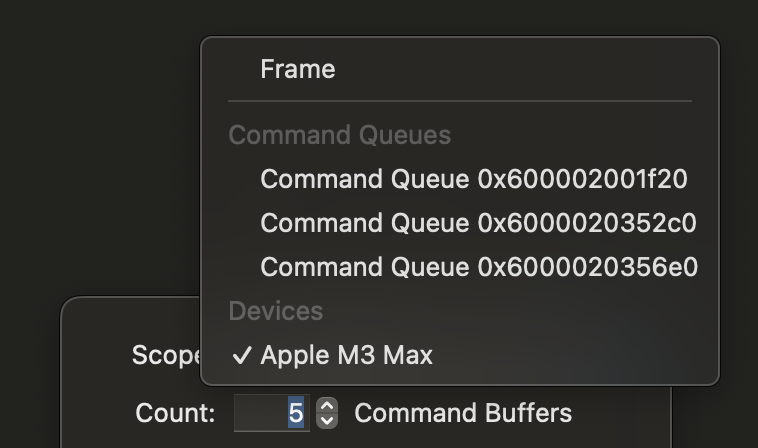 Frame
Command Queues
Command Queue 0x600002001f20
Command Queue 0x6000020352c0
Command Queue 0x6000020356e0
Devices
Scope ✓ Apple M3 Max
Count: 5 Command Buffers